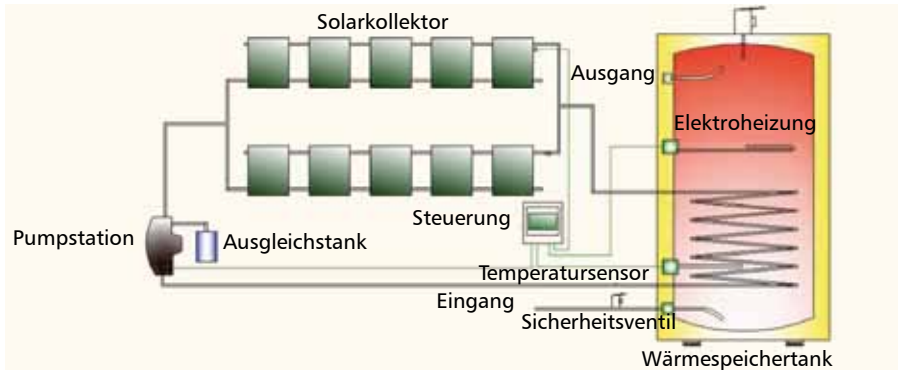 Solarkollektor
Ausgang
Elektroheizung
Steuerung
Pumpstation
Ausgleichstank
Temperatursensor
Eingang
Sicherheitsventil
Wärmespeichertank